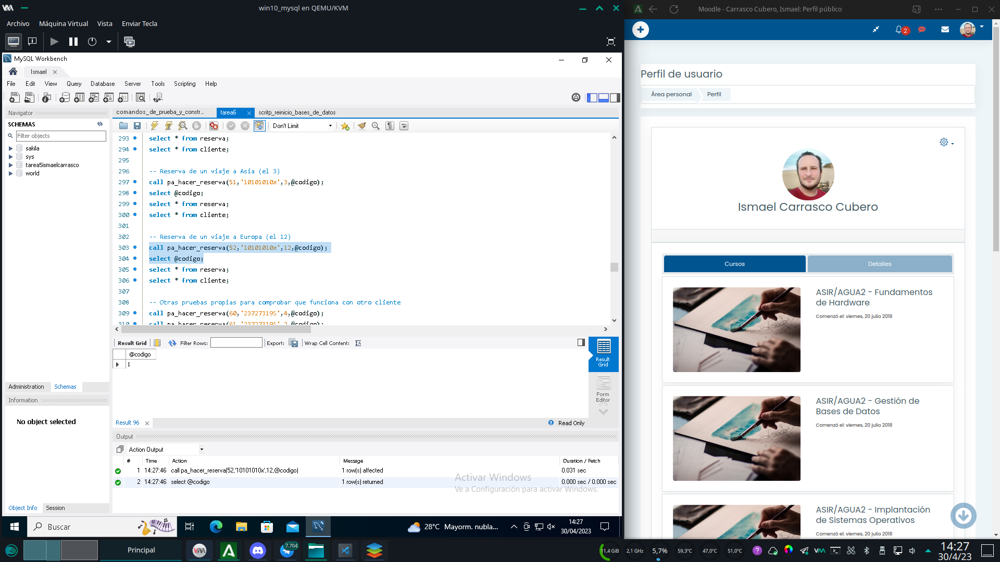 win10_mysql en QEMU/KVM
Archivo Máquina Virtual Vista Enviar Tecla
MySQL Workbench
Ismael
File Edit View Query Database Server Tools Scripting Help
Navigator
SCHEMAS
Filter objects
sakila
sys
tarea5ismaelcarrasco
world
Administration Schemas
Information
No object selected
Object Info Session
comandos_de_prueba_y_constr... tarea6 scritp_reinicio_bases_de_datos
Don't Limit
293 select * from reserva;
294 select * from cliente;
295
296 -- Reserva de un viaje a Asia (el 3)
297 call pa_hacer_reserva(51,'10101010x',3,@codigo);
298 select @codigo;
299 select * from reserva;
300 select * from cliente;
301
302 -- Reserva de un viaje a Europa (el 12)
303 call pa_hacer_reserva(52,'10101010x',12,@codigo);
304 select @codigo;
305 select * from reserva;
306 select * from cliente;
307
308 -- Otras pruebas propias para comprobar que funciona con otro cliente
309 call pa_hacer_reserva(60,'23727319S',4,@codigo);
310 call pa_hacer_reserva(61,'23727319S',2,@codigo);
Result Grid Filter Rows: Export: Wrap Cell Content:
@codigo
1
Result Grid
Form Editor
Result 96 Read Only
Output
Action Output
# Time Action Message Duration / Fetch
1 14:27:46 call pa_hacer_reserva(52,'10101010x',12,@codigo) 1 row(s) affected 0.031 sec
2 14:27:46 select @codigo 1 row(s) returned 0.000 sec / 0.000 sec
Activar Windows
Ve a Configuración para activar Windows.
Buscar
28°C Mayorm. nubla...
14:27
30/04/2023
Moodle - Carrasco Cubero, Ismael: Perfil público
2
Perfil de usuario
Área personal Perfil
Ismael Carrasco Cubero
Cursos Detalles
ASIR/AGUA2 - Fundamentos
de Hardware
Comenzó el: viernes, 20 julio 2018
ASIR/AGUA2 - Gestión de
Bases de Datos
Comenzó el: viernes, 20 julio 2018
ASIR/AGUA2 - Implantación
de Sistemas Operativos
Comenzó el: viernes, 20 julio 2018
Principal
7.704
11,4 GiB 2,1 GHz 5,7% 59,3°C 47,0°C 51,0°C
14:27
30/4/23